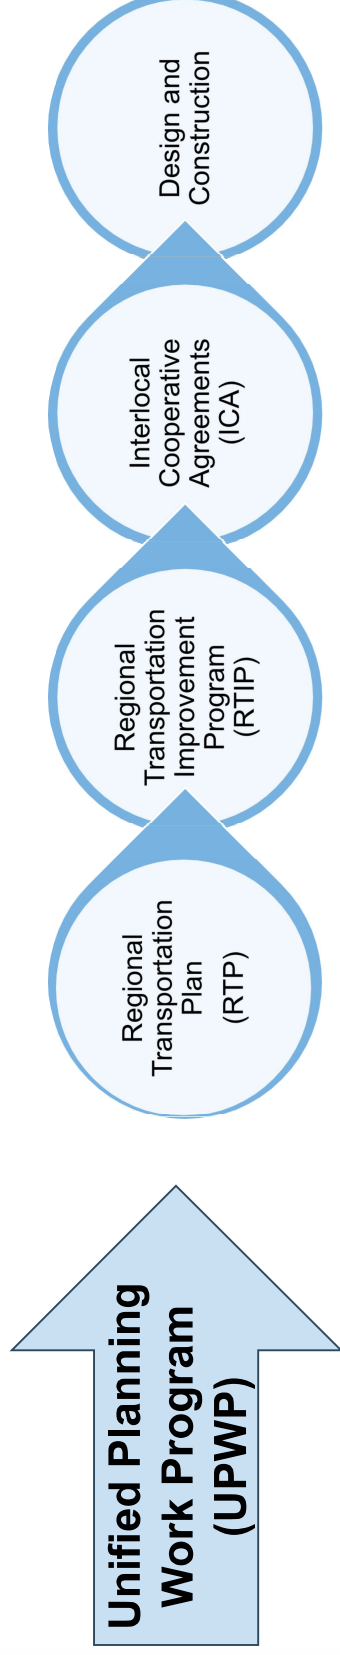 Unified Planning
Work Program
(UPWP)
Regional
Transportation
Plan
(RTP)
Regional
Transportation
Improvement
Program
(RTIP)
Interlocal
Cooperative
Agreements
(ICA)
Design and
Construction